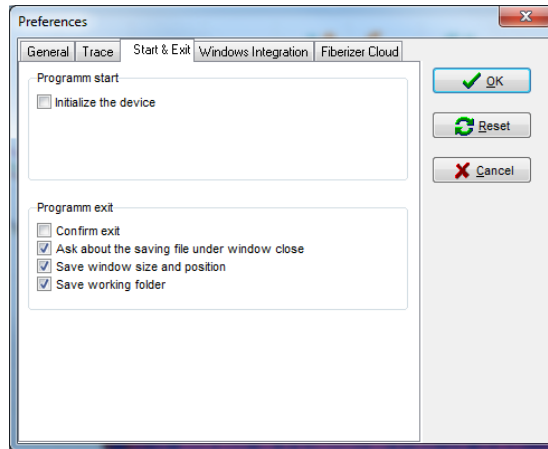 Preferences
General Trace Start & Exit Windows Integration Fiberizer Cloud
Programm start
Initialize the device
OK
Reset
Cancel
Programm exit
Confirm exit
Ask about the saving file under window close
Save window size and position
Save working folder